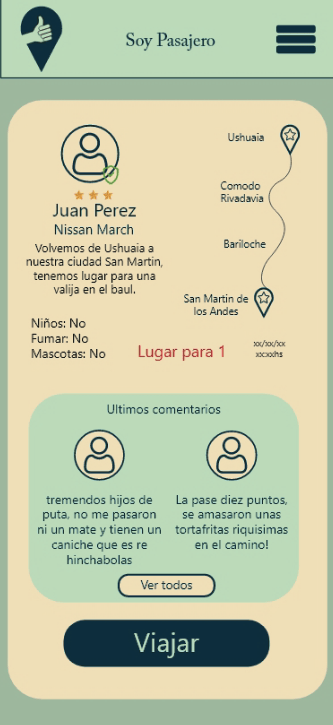 Soy Pasajero
Juan Perez
Nissan March
Volvemos de Ushuaia a
nuestra ciudad San Martin,
tenemos lugar para una
valija en el baul.
Niños: No
Fumar: No
Mascotas: No
Ushuaia
Comodo
Rivadavia
Bariloche
San Martin de
los Andes
Lugar para 1
xx/xx/xx
xxxxhs
Ultimos comentarios
tremendos hijos de
puta, no me pasaron
ni un mate y tienen un
caniche que es re
hinchabolas
La pase diez puntos,
se amasaron unas
tortafritas riquisimas
en el camino!
Ver todos
Viajar